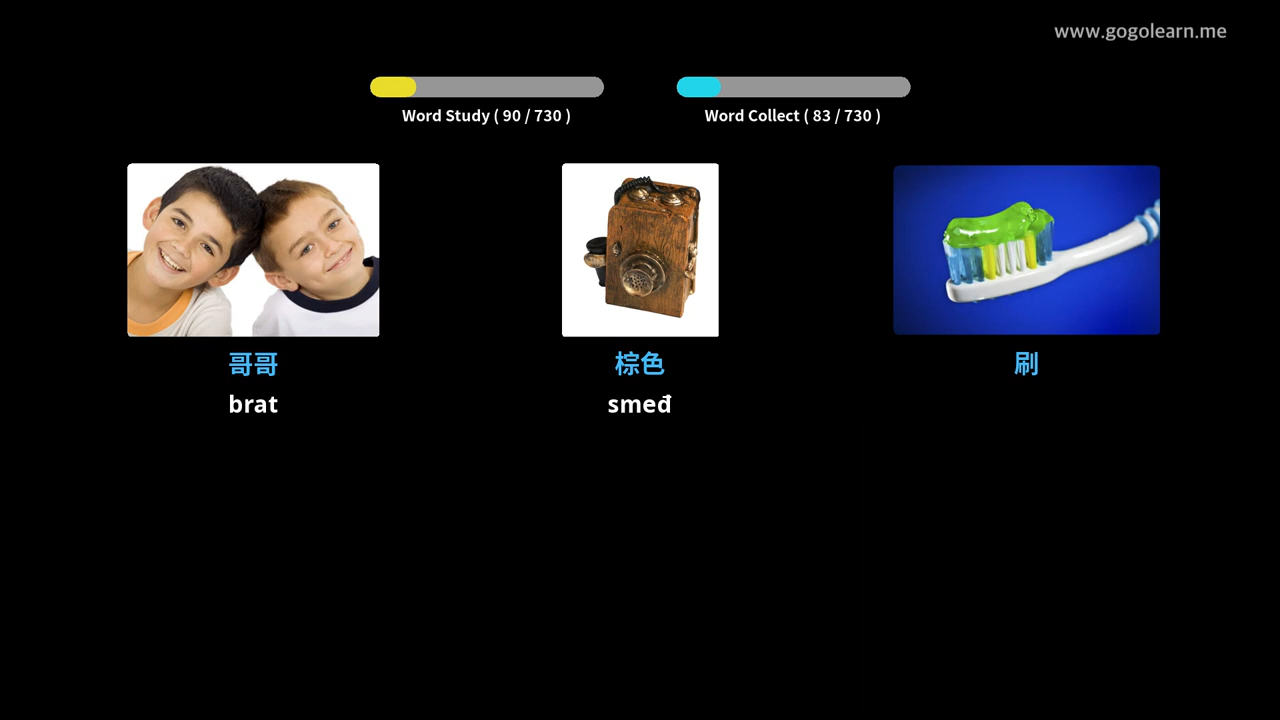 www.gogolearn.me
Word Study ( 90 / 730 )
Word Collect ( 83 / 730 )
哥哥
棕色
刷
brat
smeđ